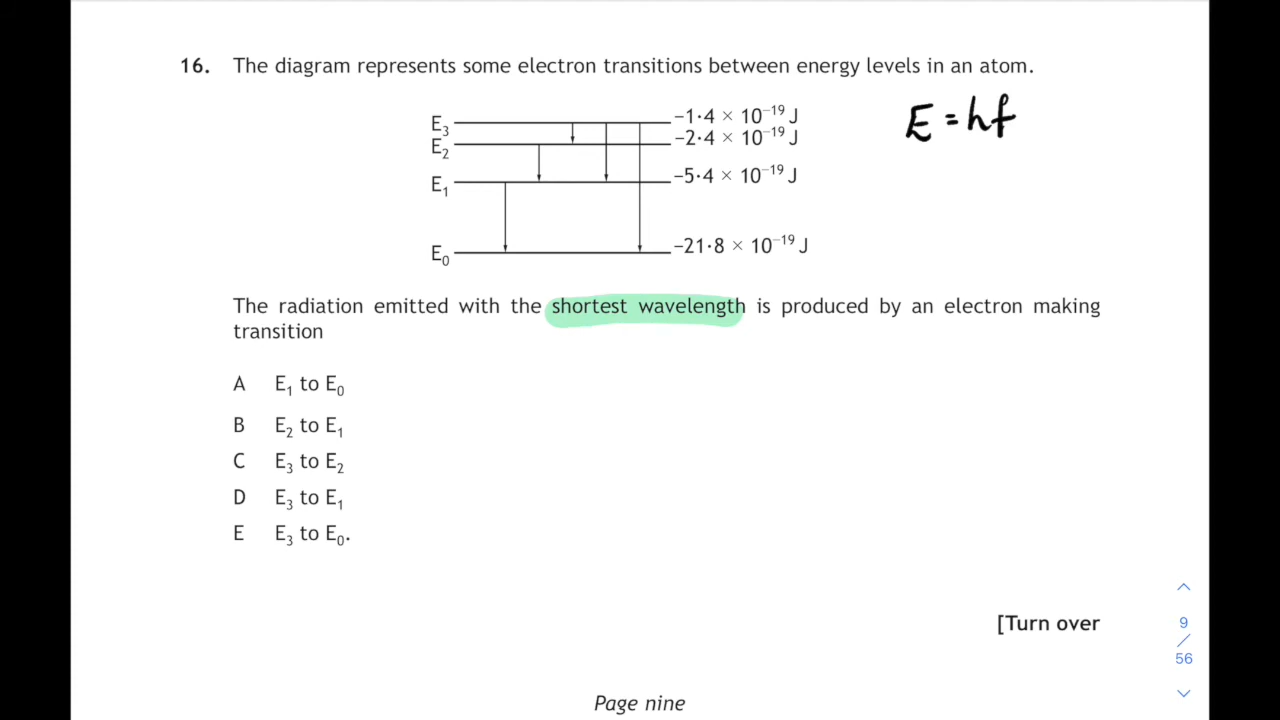 16. The diagram represents some electron transitions between energy levels in an atom.
E = hf
E₃ −1·4 × 10⁻¹⁹ J
E₂ −2·4 × 10⁻¹⁹ J
E₁ −5·4 × 10⁻¹⁹ J
E₀ −21·8 × 10⁻¹⁹ J
The radiation emitted with the shortest wavelength is produced by an electron making
transition
A E₁ to E₀
B E₂ to E₁
C E₃ to E₂
D E₃ to E₁
E E₃ to E₀.
[Turn over
9
/
56
Page nine